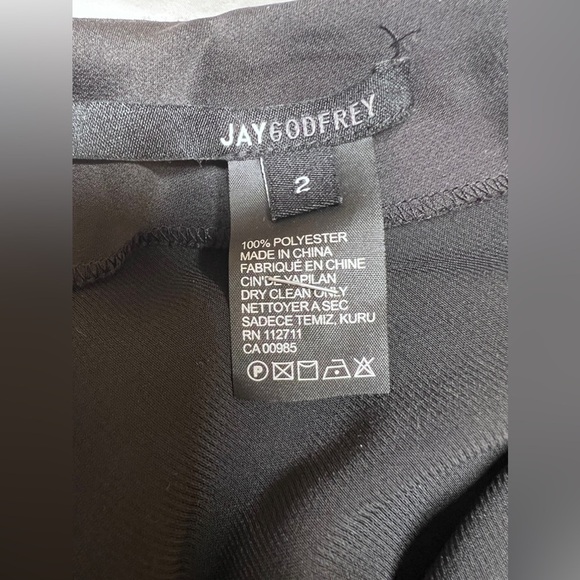 JAYGODFREY
2
100% POLYESTER
MADE IN CHINA
FABRIQUÉ EN CHINE
CIN'DE YAPILAN
DRY CLEAN ONLY
NETTOYER A SEC
SADECE TEMIZ, KURU
RN 112711
CA 00985
P